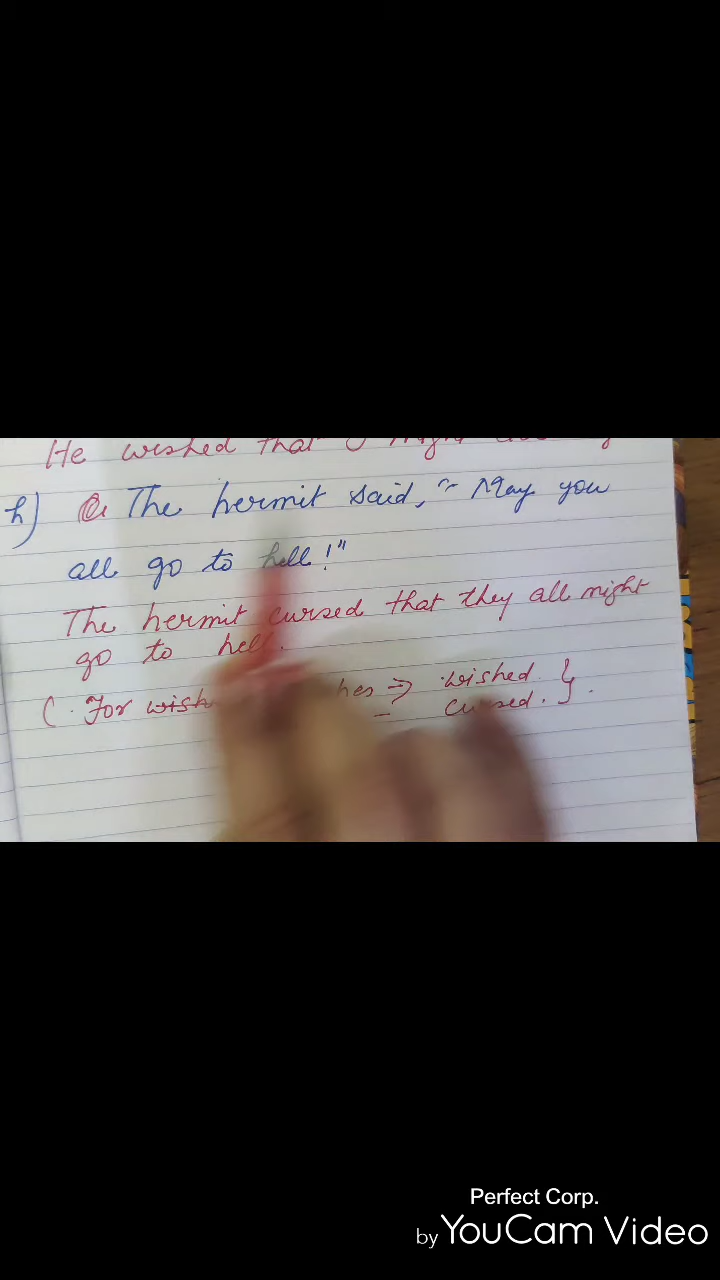 He wished that I might
h) Q. The hermit said, "May you
all go to hell!"
The hermit cursed that they all might
go to hell.
( For wish hes ⇒ wished }.
– cursed.
Perfect Corp.
by YouCam Video